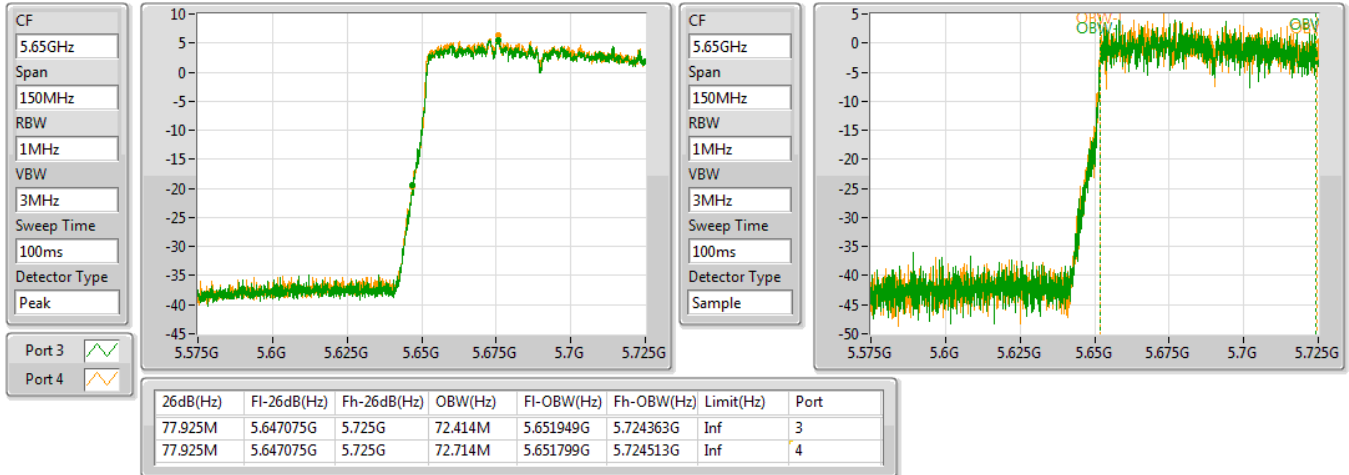 CF
5.65GHz
Span
150MHz
RBW
1MHz
VBW
3MHz
Sweep Time
100ms
Detector Type
Peak
Port 3
Port 4
10
5
0
-5
-10
-15
-20
-25
-30
-35
-40
-45
5.575G 5.6G 5.625G 5.65G 5.675G 5.7G 5.725G
CF
5.65GHz
Span
150MHz
RBW
1MHz
VBW
3MHz
Sweep Time
100ms
Detector Type
Sample
5
0
-5
-10
-15
-20
-25
-30
-35
-40
-45
-50
5.575G 5.6G 5.625G 5.65G 5.675G 5.7G 5.725G
26dB(Hz) Fl-26dB(Hz) Fh-26dB(Hz) OBW(Hz) Fl-OBW(Hz) Fh-OBW(Hz) Limit(Hz) Port
77.925M 5.647075G 5.725G 72.414M 5.651949G 5.724363G Inf 3
77.925M 5.647075G 5.725G 72.714M 5.651799G 5.724513G Inf 4